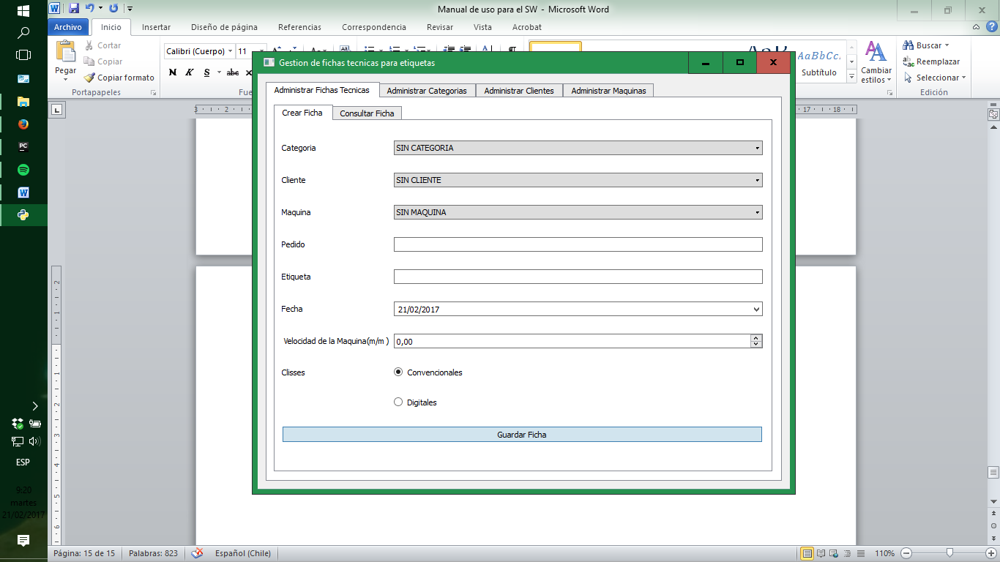 Manual de uso para el SW - Microsoft Word
Archivo Inicio Insertar Diseño de página Referencias Correspondencia Revisar Vista Acrobat
Cortar
Copiar
Copiar formato
Pegar
Portapapeles
Calibri (Cuerpo) 11
N K S abc
AaBbCc.
Subtítulo
Cambiar estilos
Buscar
Reemplazar
Seleccionar
Edición
Gestion de fichas tecnicas para etiquetas
Administrar Fichas Tecnicas Administrar Categorias Administrar Clientes Administrar Maquinas
Crear Ficha Consultar Ficha
Categoria SIN CATEGORIA
Cliente SIN CLIENTE
Maquina SIN MAQUINA
Pedido
Etiqueta
Fecha 21/02/2017
Velocidad de la Maquina(m/m ) 0,00
Clisses Convencionales
Digitales
Guardar Ficha
ESP
9:20
martes
21/02/2017
Página: 15 de 15 Palabras: 823 Español (Chile) 110%